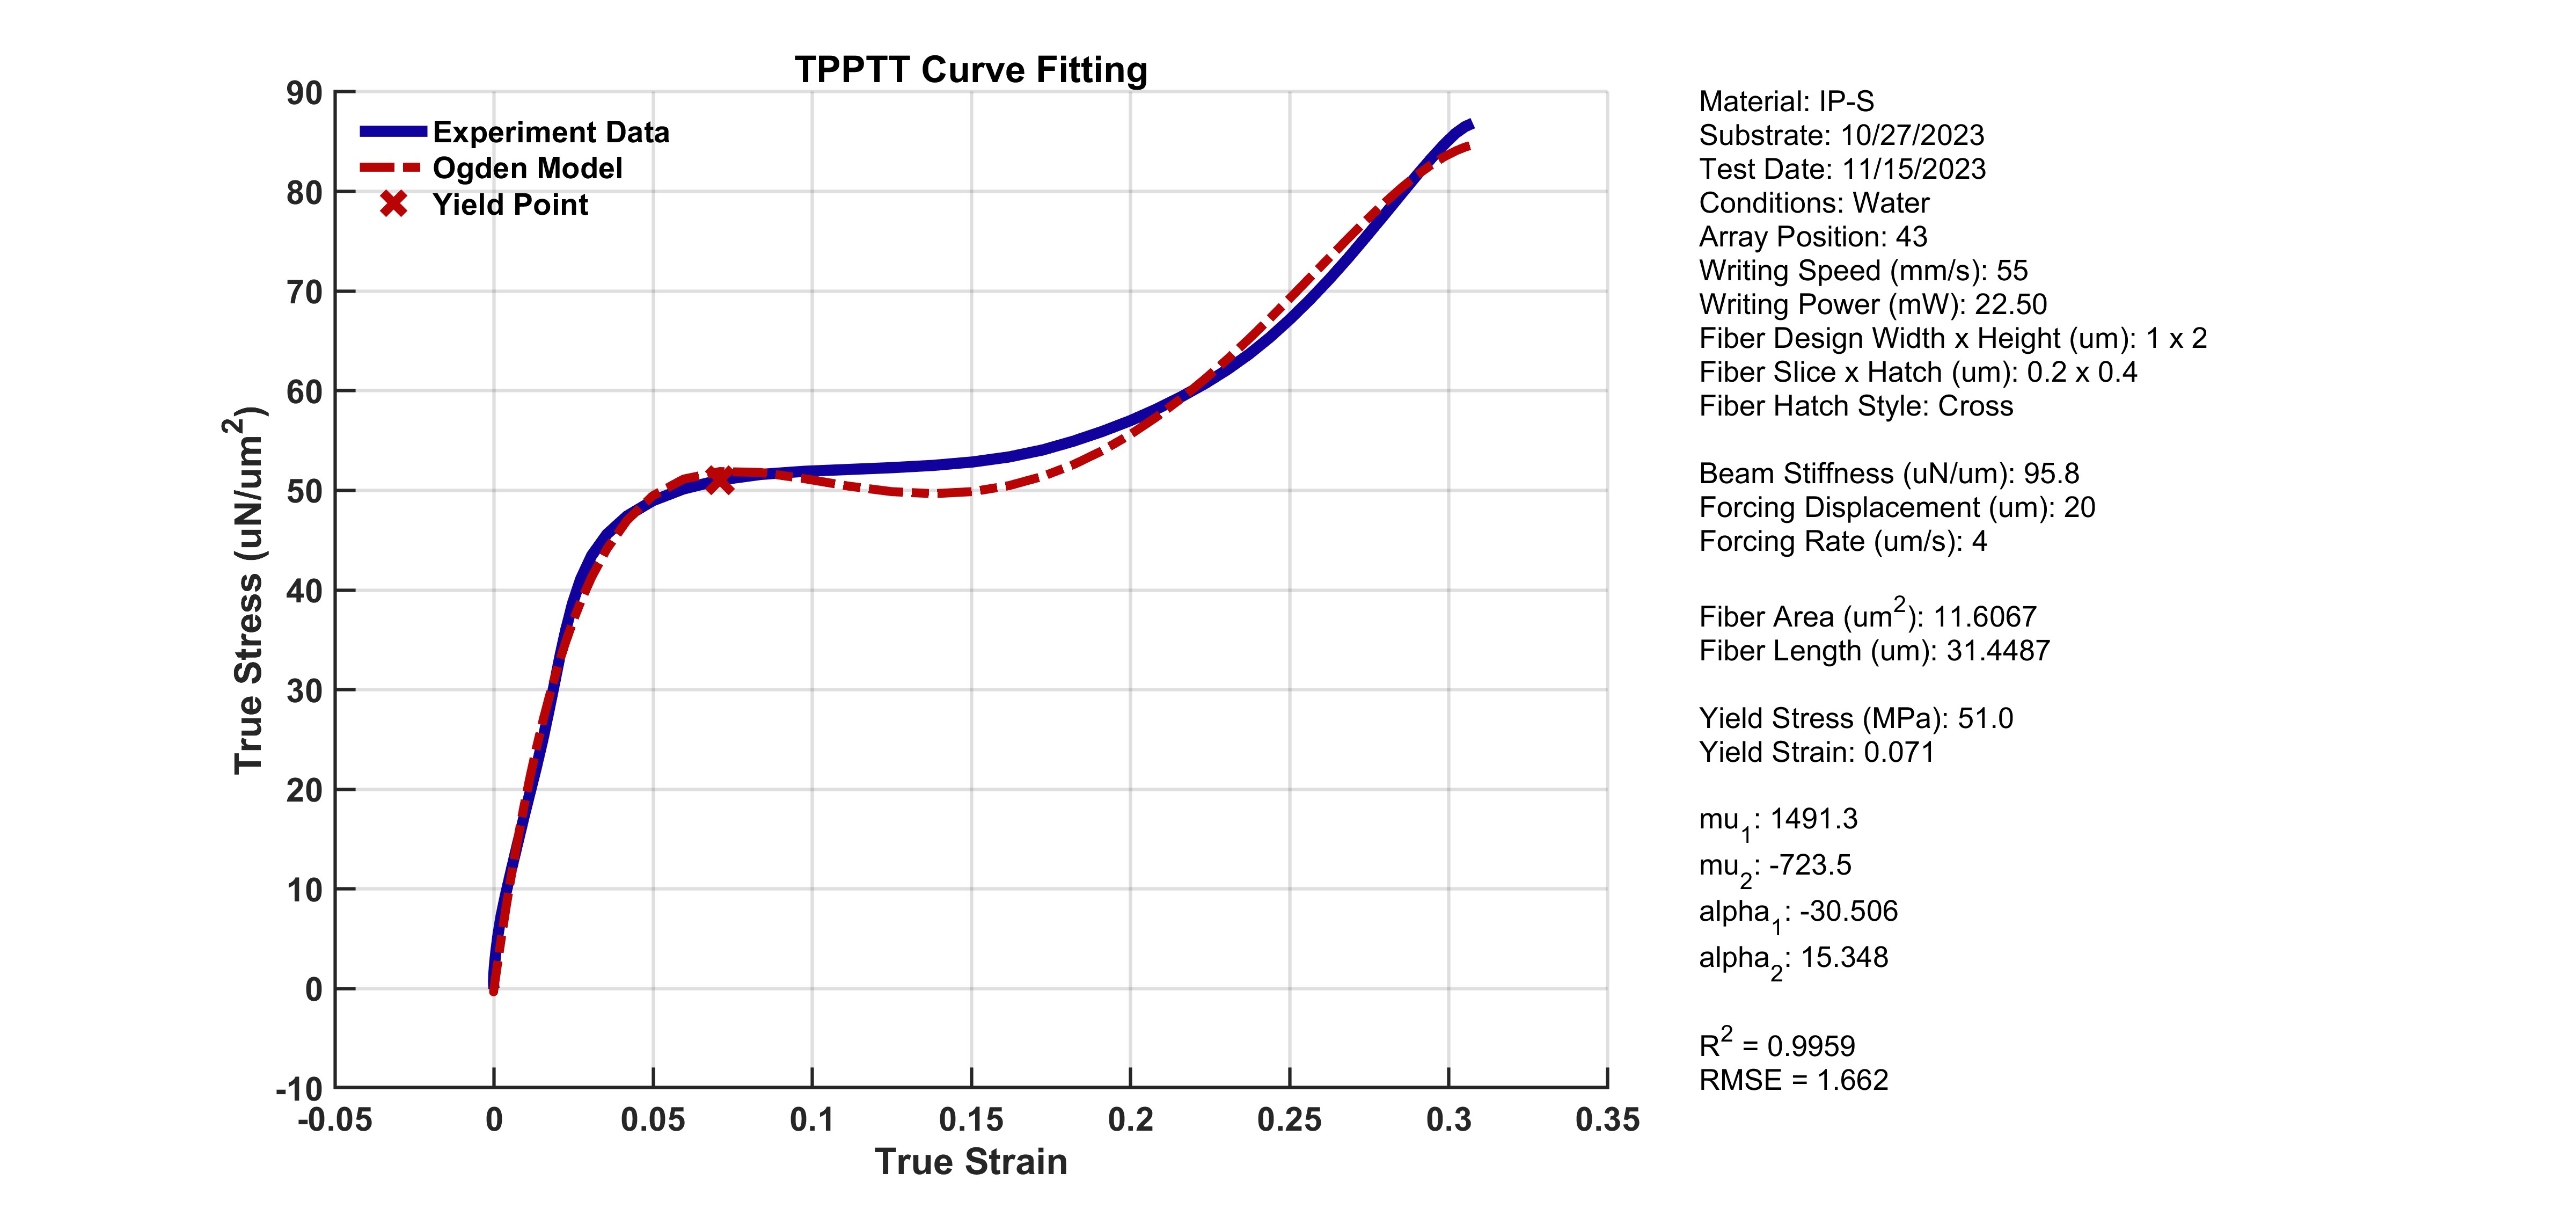 TPPTT Curve Fitting
90
80
70
60
50
40
30
20
10
0
-10
True Stress (uN/um²)
Experiment Data
Ogden Model
Yield Point
-0.05
0
0.05
0.1
0.15
0.2
0.25
0.3
0.35
True Strain
Material: IP-S
Substrate: 10/27/2023
Test Date: 11/15/2023
Conditions: Water
Array Position: 43
Writing Speed (mm/s): 55
Writing Power (mW): 22.50
Fiber Design Width x Height (um): 1 x 2
Fiber Slice x Hatch (um): 0.2 x 0.4
Fiber Hatch Style: Cross
Beam Stiffness (uN/um): 95.8
Forcing Displacement (um): 20
Forcing Rate (um/s): 4
Fiber Area (um²): 11.6067
Fiber Length (um): 31.4487
Yield Stress (MPa): 51.0
Yield Strain: 0.071
mu₁: 1491.3
mu₂: -723.5
alpha₁: -30.506
alpha₂: 15.348
R² = 0.9959
RMSE = 1.662